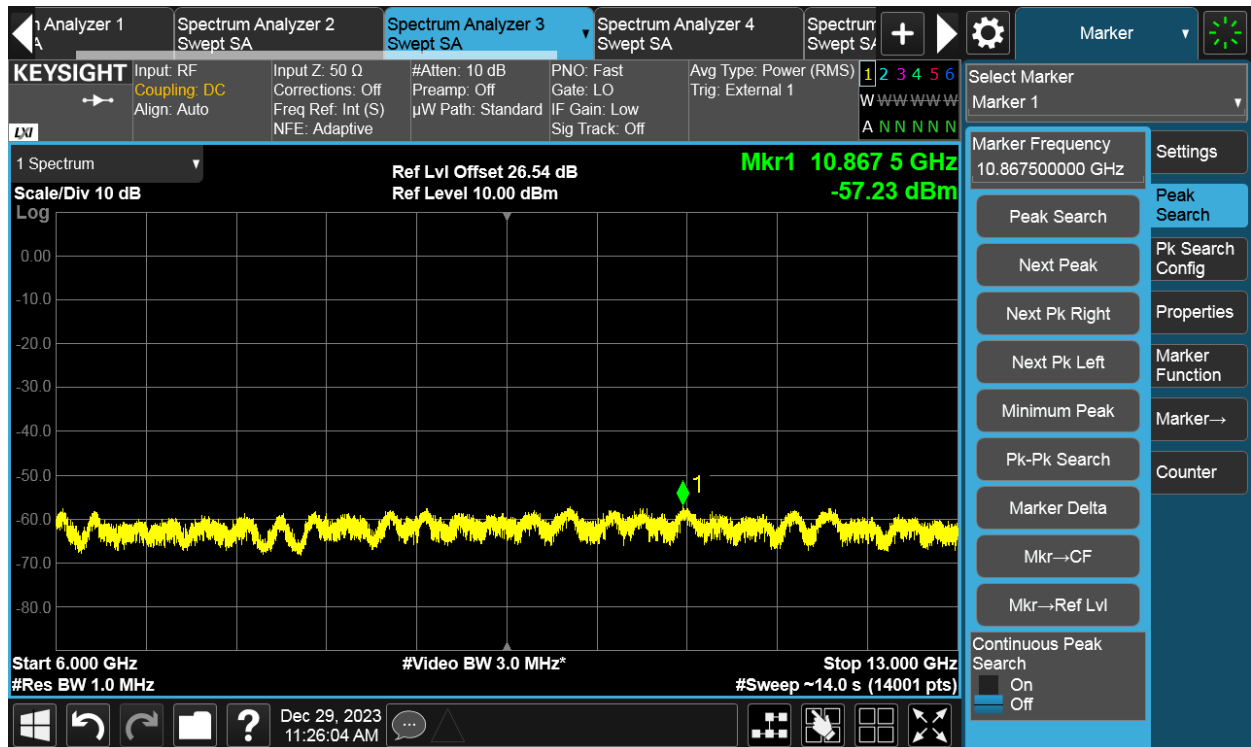 n Analyzer 1
A
Spectrum Analyzer 2
Swept SA
Spectrum Analyzer 3
Swept SA
Spectrum Analyzer 4
Swept SA
Spectrum
Swept SA
Marker
KEYSIGHT
LXI
Input: RF
Coupling: DC
Align: Auto
Input Z: 50 Ω
Corrections: Off
Freq Ref: Int (S)
NFE: Adaptive
#Atten: 10 dB
Preamp: Off
µW Path: Standard
PNO: Fast
Gate: LO
IF Gain: Low
Sig Track: Off
Avg Type: Power (RMS)
Trig: External 1
1 2 3 4 5 6
W W W W W W
A N N N N N
Select Marker
Marker 1
1 Spectrum
Scale/Div 10 dB
Log
Ref Lvl Offset 26.54 dB
Ref Level 10.00 dBm
Mkr1 10.867 5 GHz
-57.23 dBm
0.00
-10.0
-20.0
-30.0
-40.0
-50.0
-60.0
-70.0
-80.0
1
Start 6.000 GHz
#Res BW 1.0 MHz
#Video BW 3.0 MHz*
Stop 13.000 GHz
#Sweep ~14.0 s (14001 pts)
Marker Frequency
10.867500000 GHz
Peak Search
Next Peak
Next Pk Right
Next Pk Left
Minimum Peak
Pk-Pk Search
Marker Delta
Mkr→CF
Mkr→Ref Lvl
Continuous Peak
Search
On
Off
Settings
Peak
Search
Pk Search
Config
Properties
Marker
Function
Marker→
Counter
?
Dec 29, 2023
11:26:04 AM